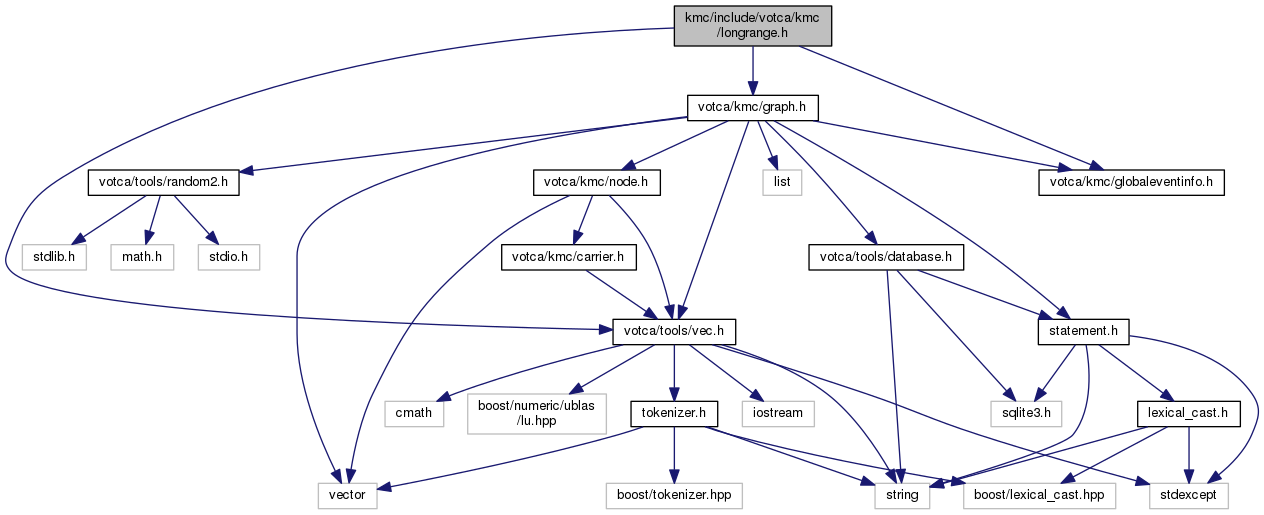 kmc/include/votca/kmc
/longrange.h
votca/kmc/graph.h
votca/tools/random2.h
votca/kmc/node.h
list
votca/kmc/globaleventinfo.h
stdlib.h
math.h
stdio.h
votca/kmc/carrier.h
votca/tools/database.h
votca/tools/vec.h
statement.h
cmath
boost/numeric/ublas
/lu.hpp
tokenizer.h
iostream
sqlite3.h
lexical_cast.h
vector
boost/tokenizer.hpp
string
boost/lexical_cast.hpp
stdexcept